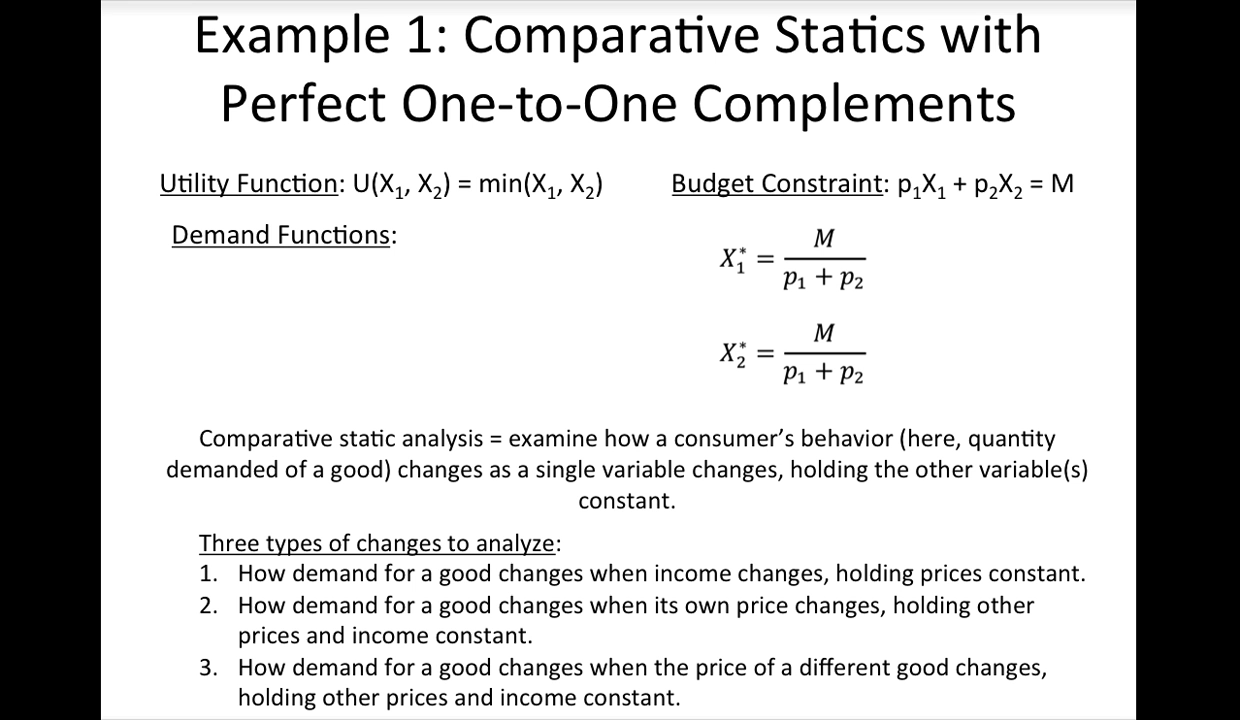 Example 1: Comparative Statics with
Perfect One-to-One Complements
Utility Function: U(X₁, X₂) = min(X₁, X₂)
Budget Constraint: p₁X₁ + p₂X₂ = M
Demand Functions:
X₁* = M / (p₁ + p₂)
X₂* = M / (p₁ + p₂)
Comparative static analysis = examine how a consumer’s behavior (here, quantity
demanded of a good) changes as a single variable changes, holding the other variable(s)
constant.
Three types of changes to analyze:
1. How demand for a good changes when income changes, holding prices constant.
2. How demand for a good changes when its own price changes, holding other
prices and income constant.
3. How demand for a good changes when the price of a different good changes,
holding other prices and income constant.